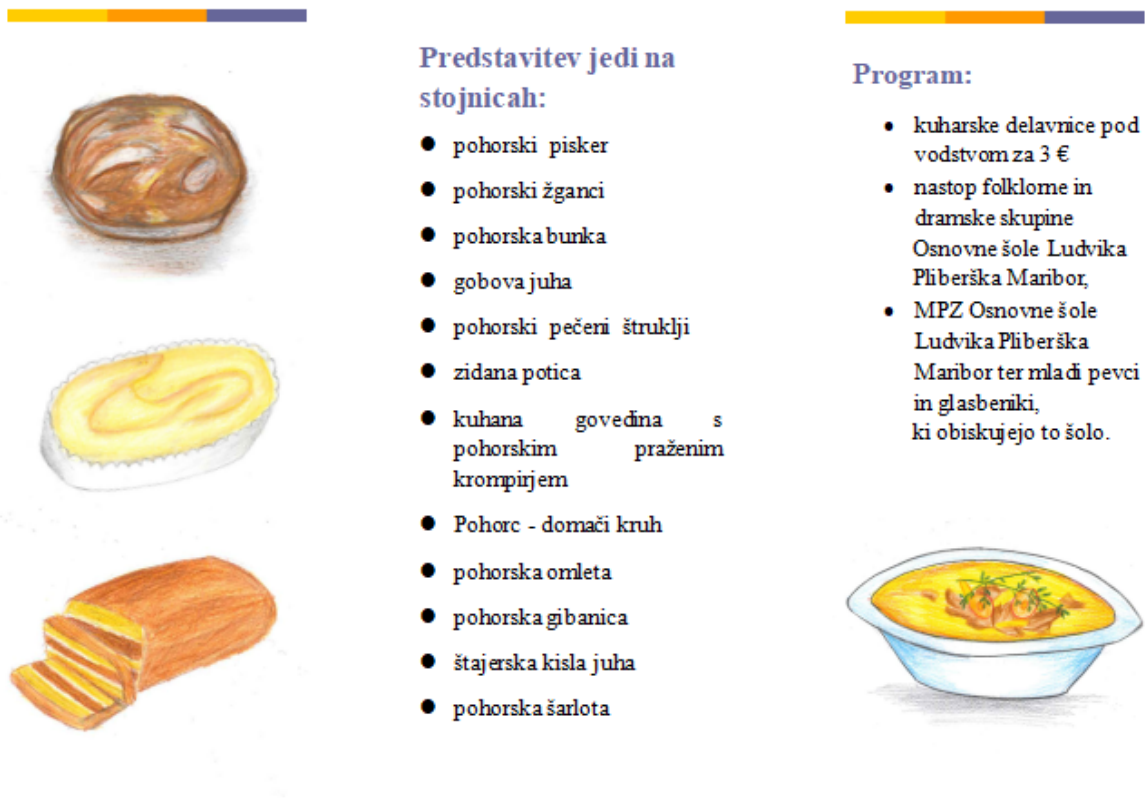 Predstavitev jedi na
stojnicah:
● pohorski pisker
● pohorski žganci
● pohorska bunka
● gobova juha
● pohorski pečeni štruklji
● zidana potica
● kuhana govedina s
pohorskim praženim
krompirjem
● Pohorc - domači kruh
● pohorska omleta
● pohorska gibanica
● štajerska kisla juha
● pohorska šarlota
Program:
• kuharske delavnice pod
vodstvom za 3 €
• nastop folklorne in
dramske skupine
Osnovne šole Ludvika
Pliberška Maribor,
• MPZ Osnovne šole
Ludvika Pliberška
Maribor ter mladi pevci
in glasbeniki,
ki obiskujejo to šolo.